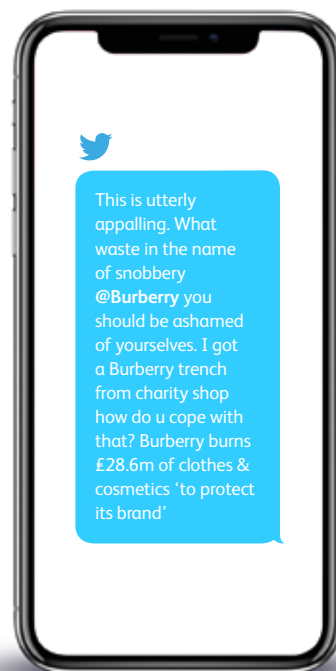 This is utterly
appalling. What
waste in the name
of snobbery
@Burberry you
should be ashamed
of yourselves. I got
a Burberry trench
from charity shop
how do u cope with
that? Burberry burns
£28.6m of clothes &
cosmetics ‘to protect
its brand’